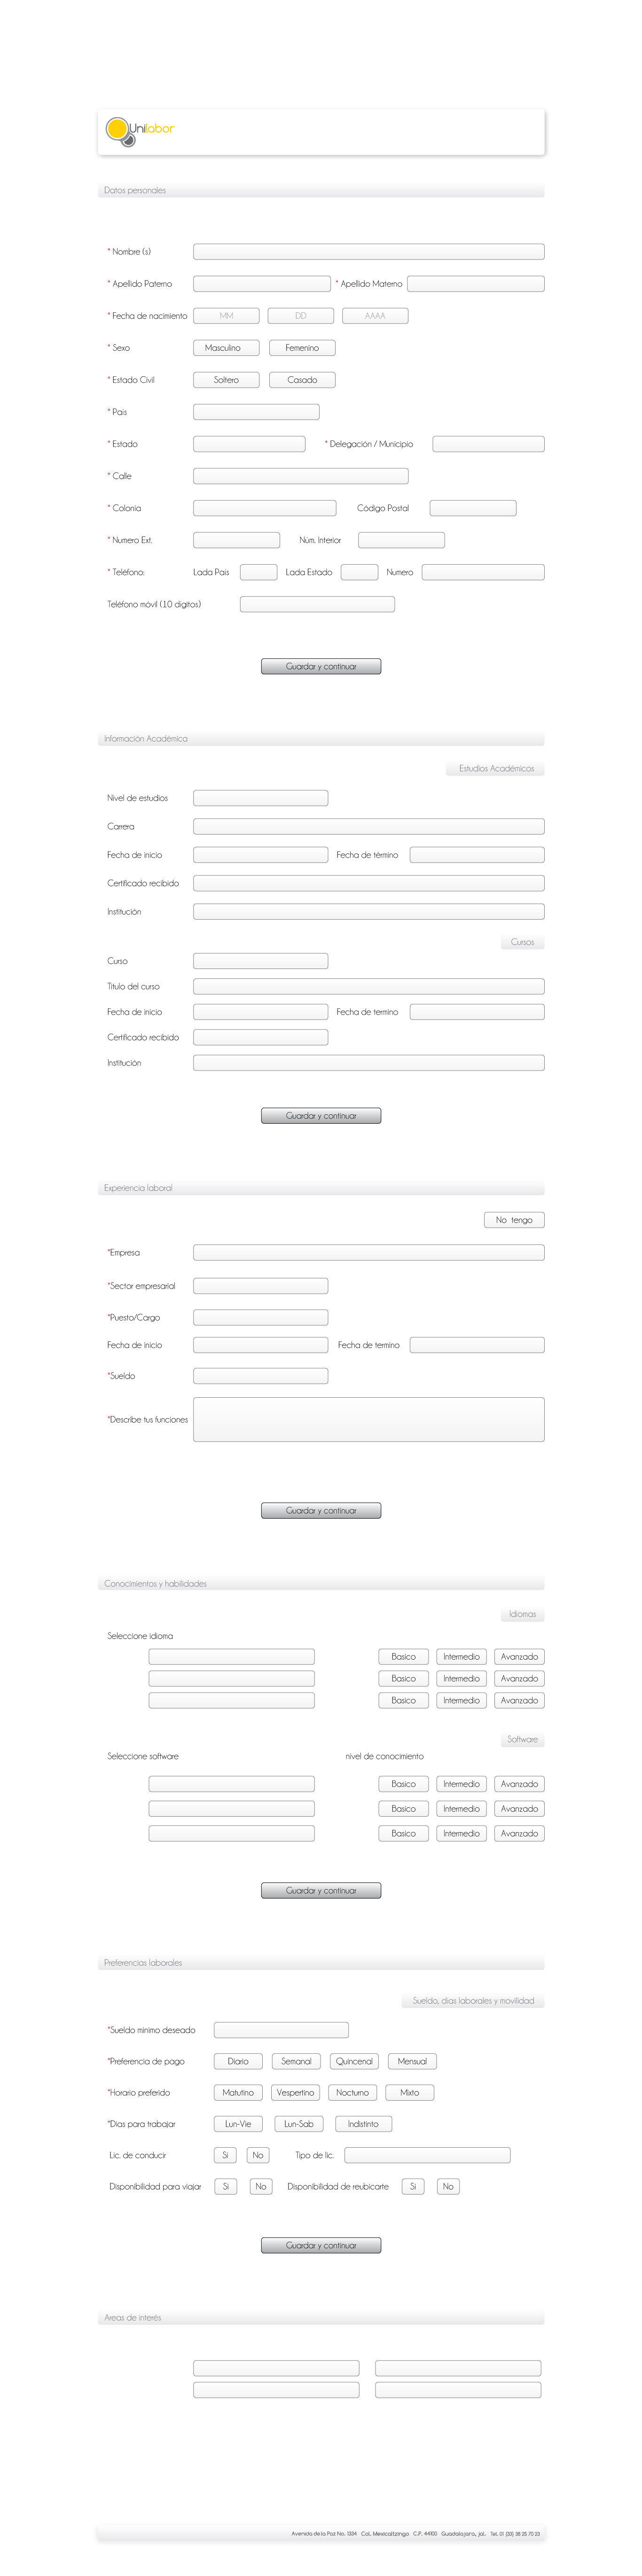 Unilabor
Datos personales
* Nombre (s)
* Apellido Paterno * Apellido Materno
* Fecha de nacimiento MM DD AAAA
* Sexo Masculino Femenino
* Estado Civil Soltero Casado
* Pais
* Estado * Delegación / Municipio
* Calle
* Colonia Código Postal
* Numero Ext. Núm. Interior
* Teléfono: Lada Pais Lada Estado Numero
Teléfono móvil (10 digitos)
Guardar y continuar
Información Académica
Estudios Académicos
Nivel de estudios
Carrera
Fecha de inicio Fecha de término
Certificado recibido
Institución
Cursos
Curso
Titulo del curso
Fecha de inicio Fecha de termino
Certificado recibido
Institución
Guardar y continuar
Experiencia laboral
No tengo
*Empresa
*Sector empresarial
*Puesto/Cargo
Fecha de inicio Fecha de termino
*Sueldo
*Describe tus funciones
Guardar y continuar
Conocimientos y habilidades
Idiomas
Seleccione idioma
Basico Intermedio Avanzado
Basico Intermedio Avanzado
Basico Intermedio Avanzado
Software
Seleccione software nivel de conocimiento
Basico Intermedio Avanzado
Basico Intermedio Avanzado
Basico Intermedio Avanzado
Guardar y continuar
Preferencias laborales
Sueldo, dias laborales y movilidad
*Sueldo minimo deseado
*Preferencia de pago Diario Semanal Quincenal Mensual
*Horario preferido Matutino Vespertino Nocturno Mixto
*Dias para trabajar Lun-Vie Lun-Sab Indistinto
Lic. de conducir Si No Tipo de lic.
Disponibilidad para viajar Si No Disponibilidad de reubicarte Si No
Guardar y continuar
Areas de interés
Avenida de la Paz No. 1334 Col. Mexicaltzingo C.P. 44100 Guadalajara, jal. Tel. 01 (33) 38 25 70 23